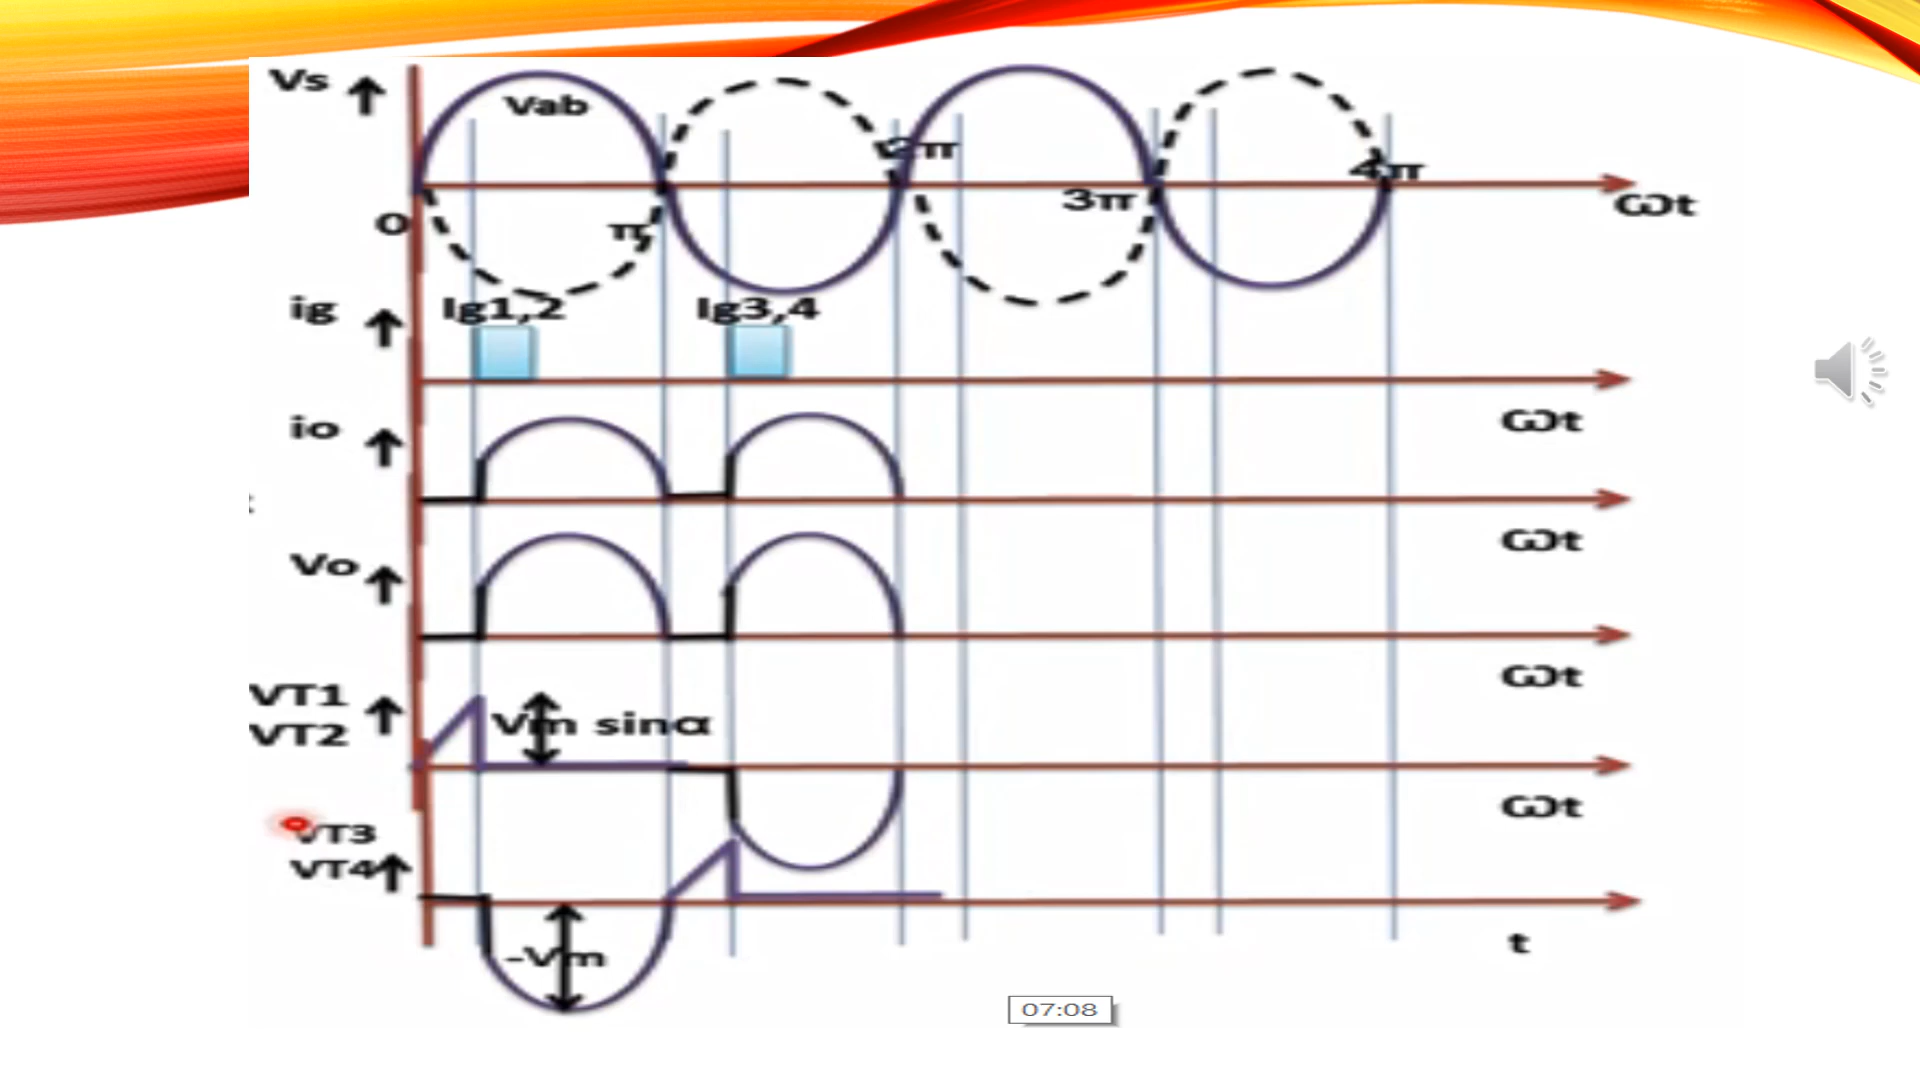 Vs
Vab
2π
4π
3π
ωt
0
π
ig
Ig1,2
Ig3,4
io
ωt
Vo
ωt
VT1
VT2
Vm sinα
ωt
VT3
VT4
ωt
-Vm
t
07:08